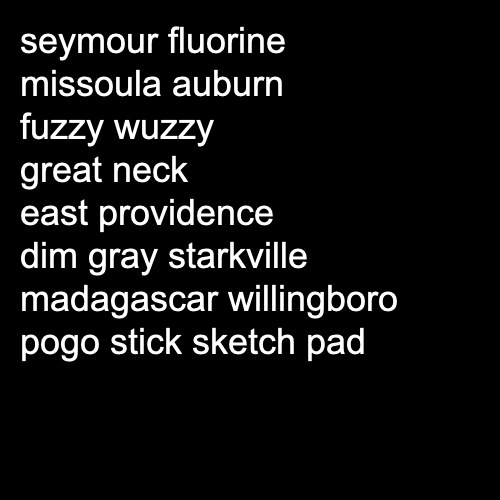 seymour fluorine
missoula auburn
fuzzy wuzzy
great neck
east providence
dim gray starkville
madagascar willingboro
pogo stick sketch pad